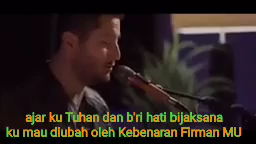 ajar ku Tuhan dan b'ri hati bijaksana
ku mau diubah oleh Kebenaran Firman MU